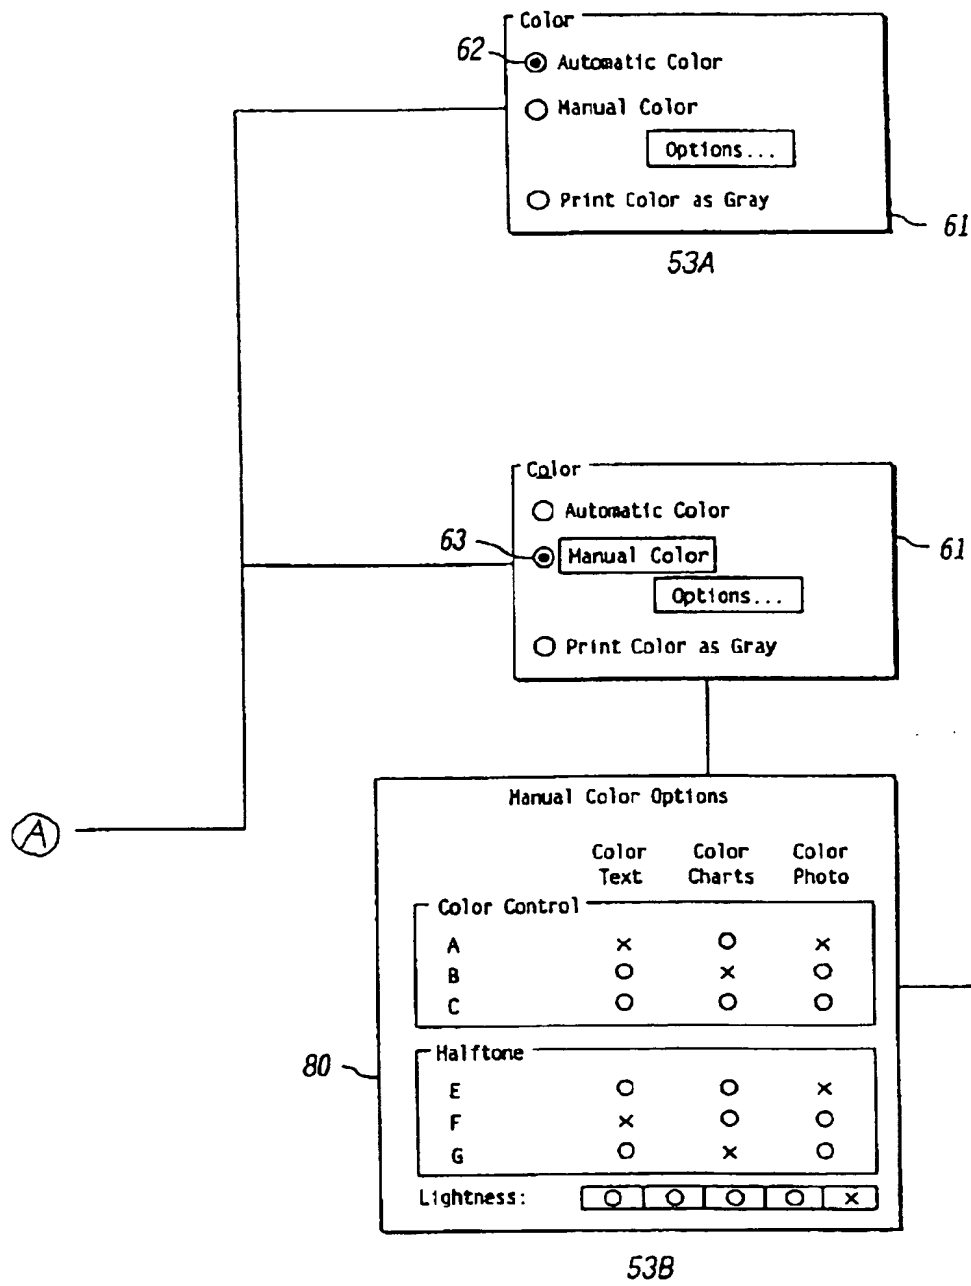 Color
62
Automatic Color
Manual Color
Options...
Print Color as Gray
61
53A
Color
Automatic Color
63
Manual Color
61
Options...
Print Color as Gray
A
Manual Color Options
Color Color Color
Text Charts Photo
Color Control
A × O ×
B O × O
C O O O
Halftone
80
E O O ×
F × O O
G O × O
Lightness: O O O O ×
53B